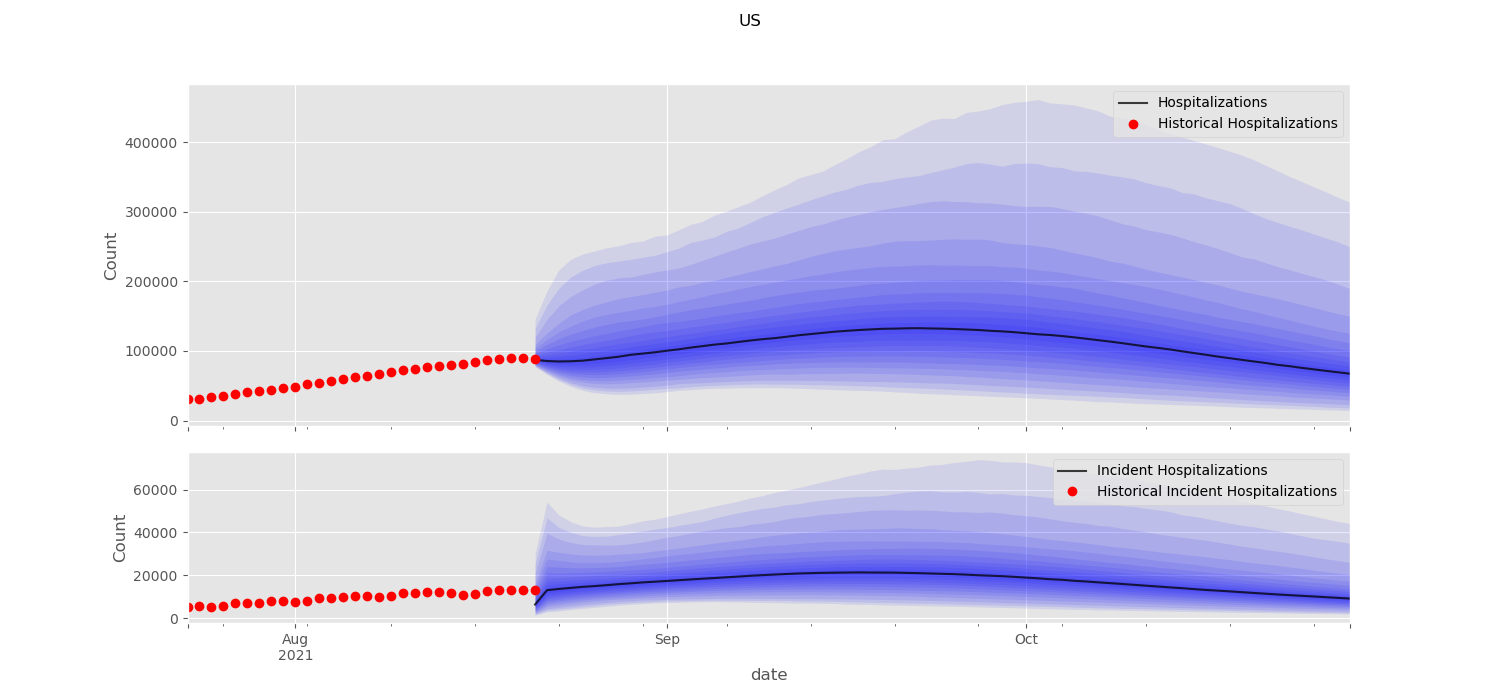 US
Hospitalizations
Historical Hospitalizations
400000
300000
200000
100000
0
Count
Incident Hospitalizations
Historical Incident Hospitalizations
60000
40000
20000
0
Count
Aug
2021
Sep
Oct
date